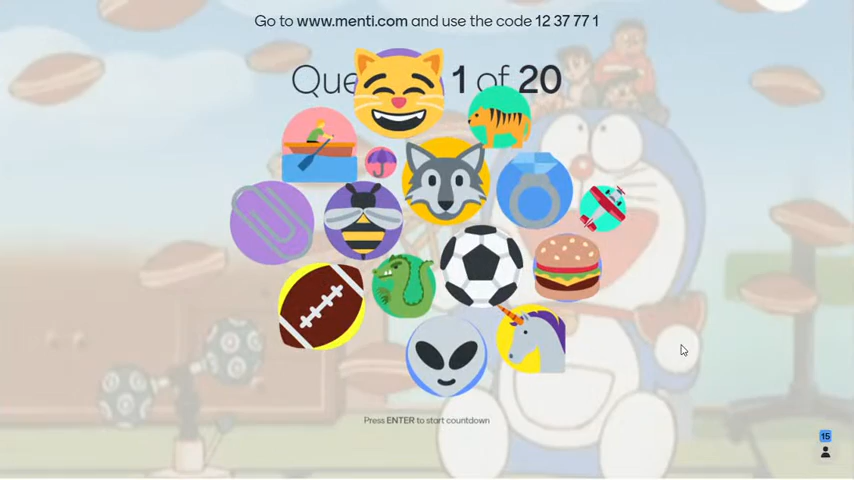 Go to www.menti.com and use the code 12 37 77 1
Que 1 of 20
Press ENTER to start countdown
15